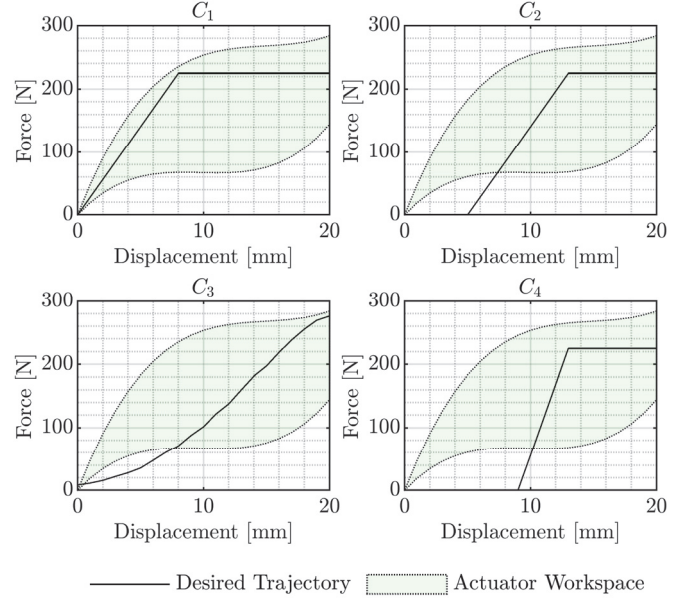 C₁
300
200
100
0
Force [N]
0 10 20
Displacement [mm]
C₂
300
200
100
0
Force [N]
0 10 20
Displacement [mm]
C₃
300
200
100
0
Force [N]
0 10 20
Displacement [mm]
C₄
300
200
100
0
Force [N]
0 10 20
Displacement [mm]
Desired Trajectory Actuator Workspace